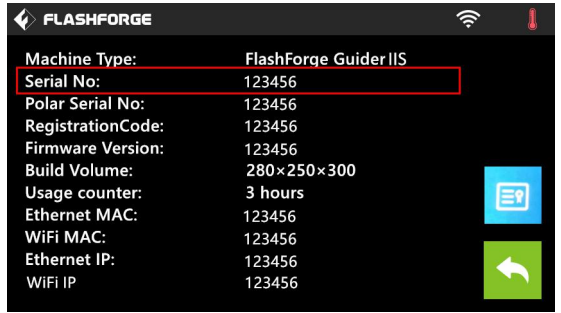 FLASHFORGE
Machine Type: FlashForge Guider IIS
Serial No: 123456
Polar Serial No: 123456
RegistrationCode: 123456
Firmware Version: 123456
Build Volume: 280×250×300
Usage counter: 3 hours
Ethernet MAC: 123456
WiFi MAC: 123456
Ethernet IP: 123456
WiFi IP 123456